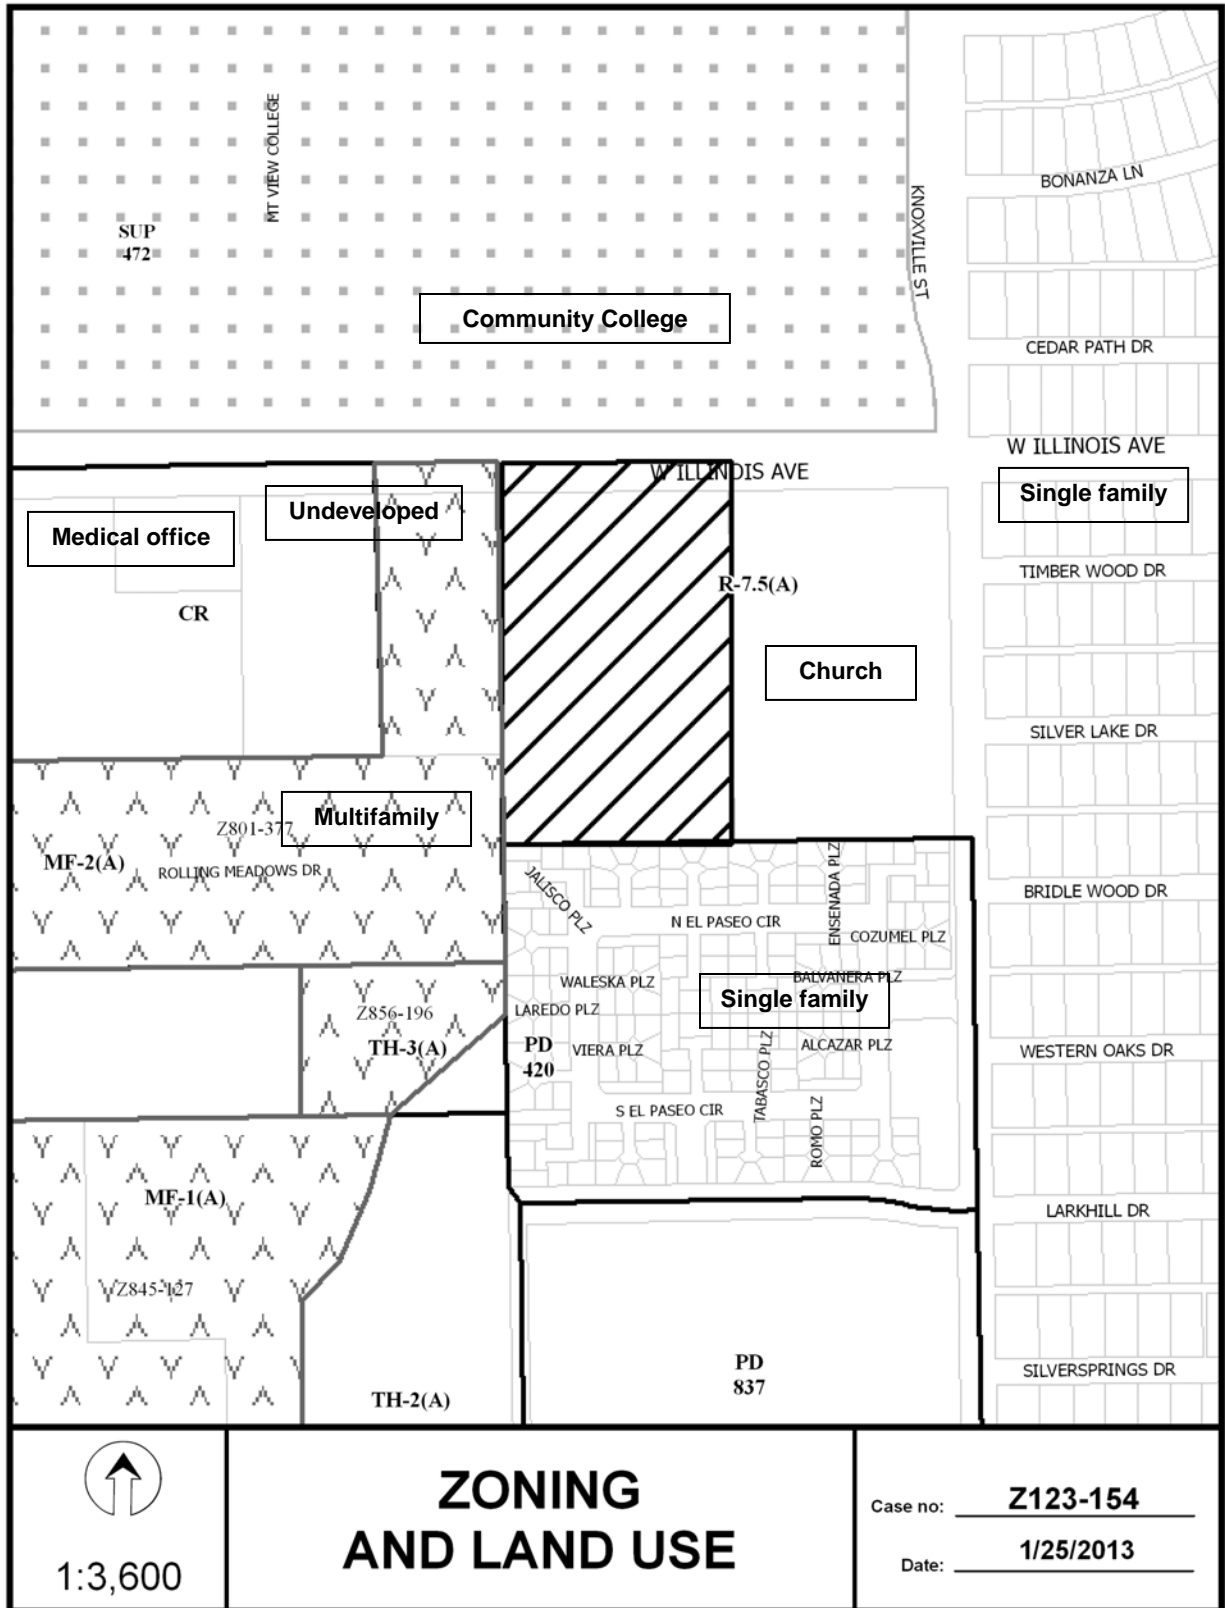 MT VIEW COLLEGE
SUP
472
KNOXVILLE ST
BONANZA LN
Community College
CEDAR PATH DR
W ILLINOIS AVE
W ILLINOIS AVE
Single family
Undeveloped
Medical office
TIMBER WOOD DR
R-7.5(A)
CR
Church
SILVER LAKE DR
Multifamily
Z801-377
MF-2(A)
ROLLING MEADOWS DR
JALISCO PLZ
ENSENADA PLZ
BRIDLE WOOD DR
N EL PASEO CIR
COZUMEL PLZ
WALESKA PLZ
BALVANERA PLZ
Single family
LAREDO PLZ
Z856-196
TH-3(A)
PD
420
VIERA PLZ
TABASCO PLZ
ALCAZAR PLZ
WESTERN OAKS DR
S EL PASEO CIR
ROMO PLZ
MF-1(A)
LARKHILL DR
Z845-127
PD
837
SILVERSPRINGS DR
TH-2(A)
1:3,600
ZONING
AND LAND USE
Case no: Z123-154
Date: 1/25/2013